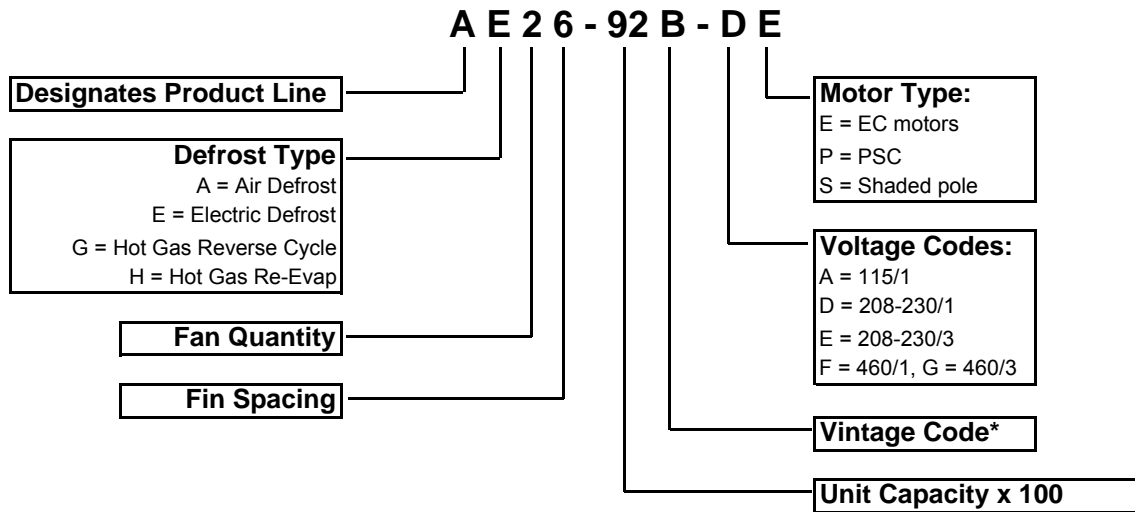 A E 2 6 - 92 B - D E
Designates Product Line
Defrost Type
A = Air Defrost
E = Electric Defrost
G = Hot Gas Reverse Cycle
H = Hot Gas Re-Evap
Fan Quantity
Fin Spacing
Motor Type:
E = EC motors
P = PSC
S = Shaded pole
Voltage Codes:
A = 115/1
D = 208-230/1
E = 208-230/3
F = 460/1, G = 460/3
Vintage Code*
Unit Capacity x 100